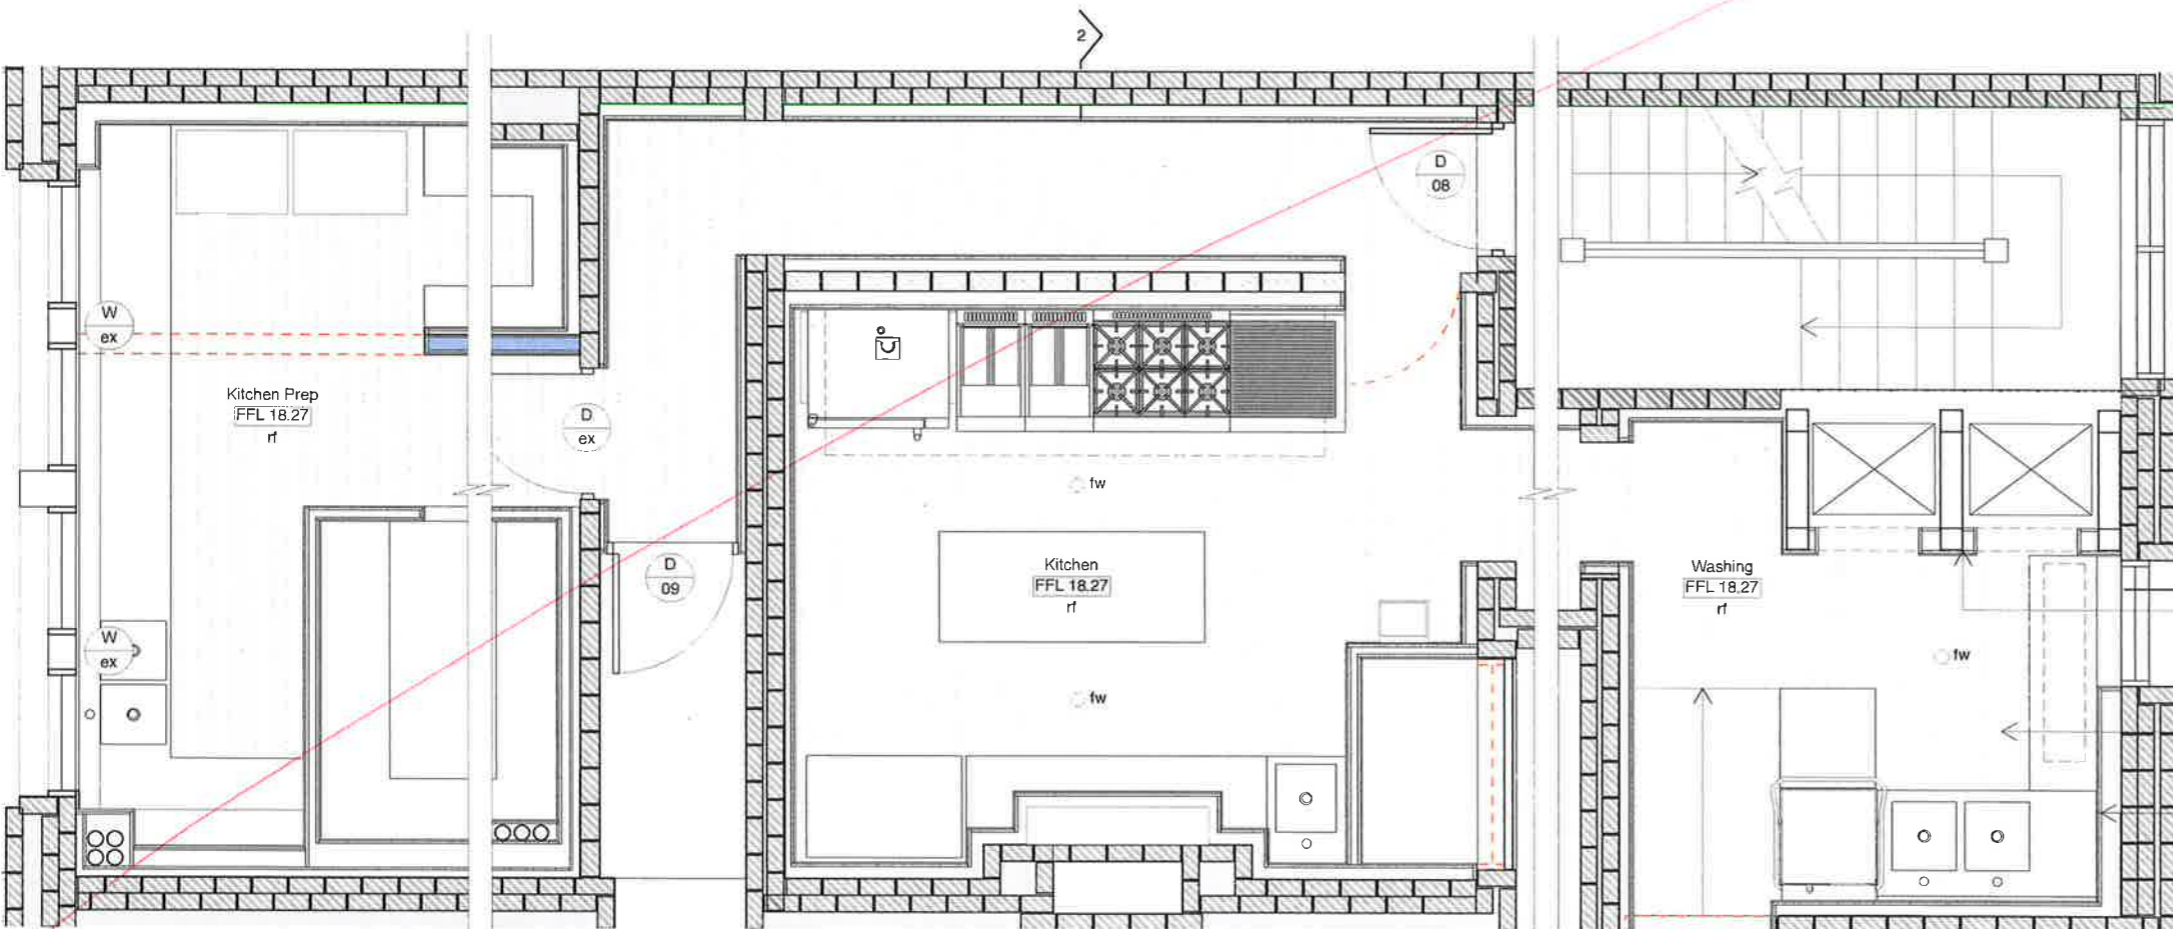 2
D
08
W
ex
Kitchen Prep
FFL 18.27
rf
D
ex
fw
Kitchen
FFL 18.27
rf
D
09
Washing
FFL 18.27
rf
W
ex
fw
fw